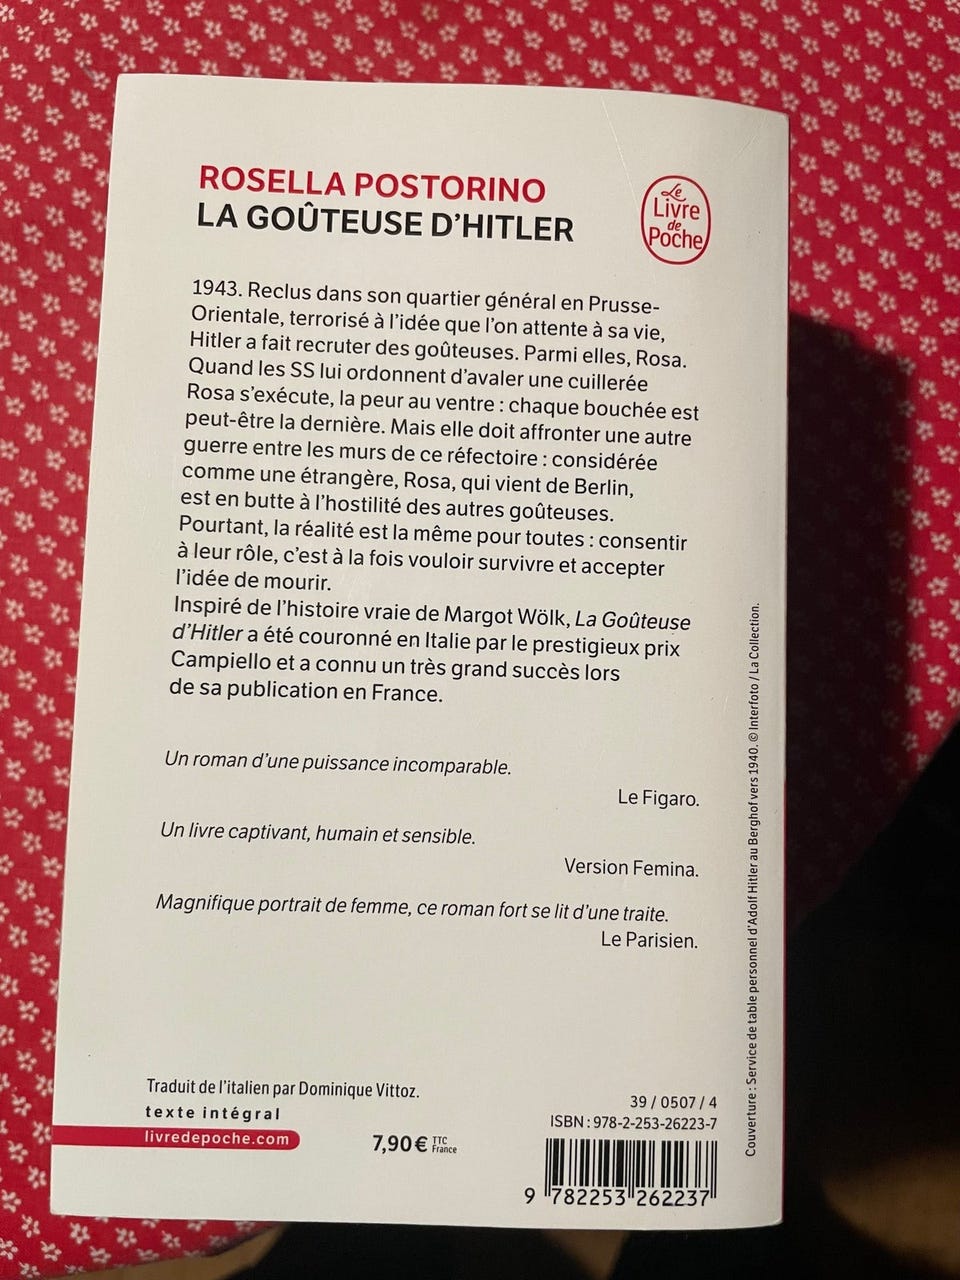 ROSELLA POSTORINO
LA GOÛTEUSE D'HITLER
Le
Livre
de
Poche
1943. Reclus dans son quartier général en Prusse-
Orientale, terrorisé à l'idée que l'on attente à sa vie,
Hitler a fait recruter des goûteuses. Parmi elles, Rosa.
Quand les SS lui ordonnent d'avaler une cuillerée
Rosa s'exécute, la peur au ventre : chaque bouchée est
peut-être la dernière. Mais elle doit affronter une autre
guerre entre les murs de ce réfectoire : considérée
comme une étrangère, Rosa, qui vient de Berlin,
est en butte à l'hostilité des autres goûteuses.
Pourtant, la réalité est la même pour toutes : consentir
à leur rôle, c'est à la fois vouloir survivre et accepter
l'idée de mourir.
Inspiré de l'histoire vraie de Margot Wölk, La Goûteuse
d'Hitler a été couronné en Italie par le prestigieux prix
Campiello et a connu un très grand succès lors
de sa publication en France.
Un roman d'une puissance incomparable.
Le Figaro.
Un livre captivant, humain et sensible.
Version Femina.
Magnifique portrait de femme, ce roman fort se lit d'une traite.
Le Parisien.
Couverture : Service de table personnel d'Adolf Hitler au Berghof vers 1940. © Interfoto / La Collection.
Traduit de l'italien par Dominique Vittoz.
texte intégral
livredepoche.com
7,90 € TTC
France
39 / 0507 / 4
ISBN : 978-2-253-26223-7
9 782253 262237